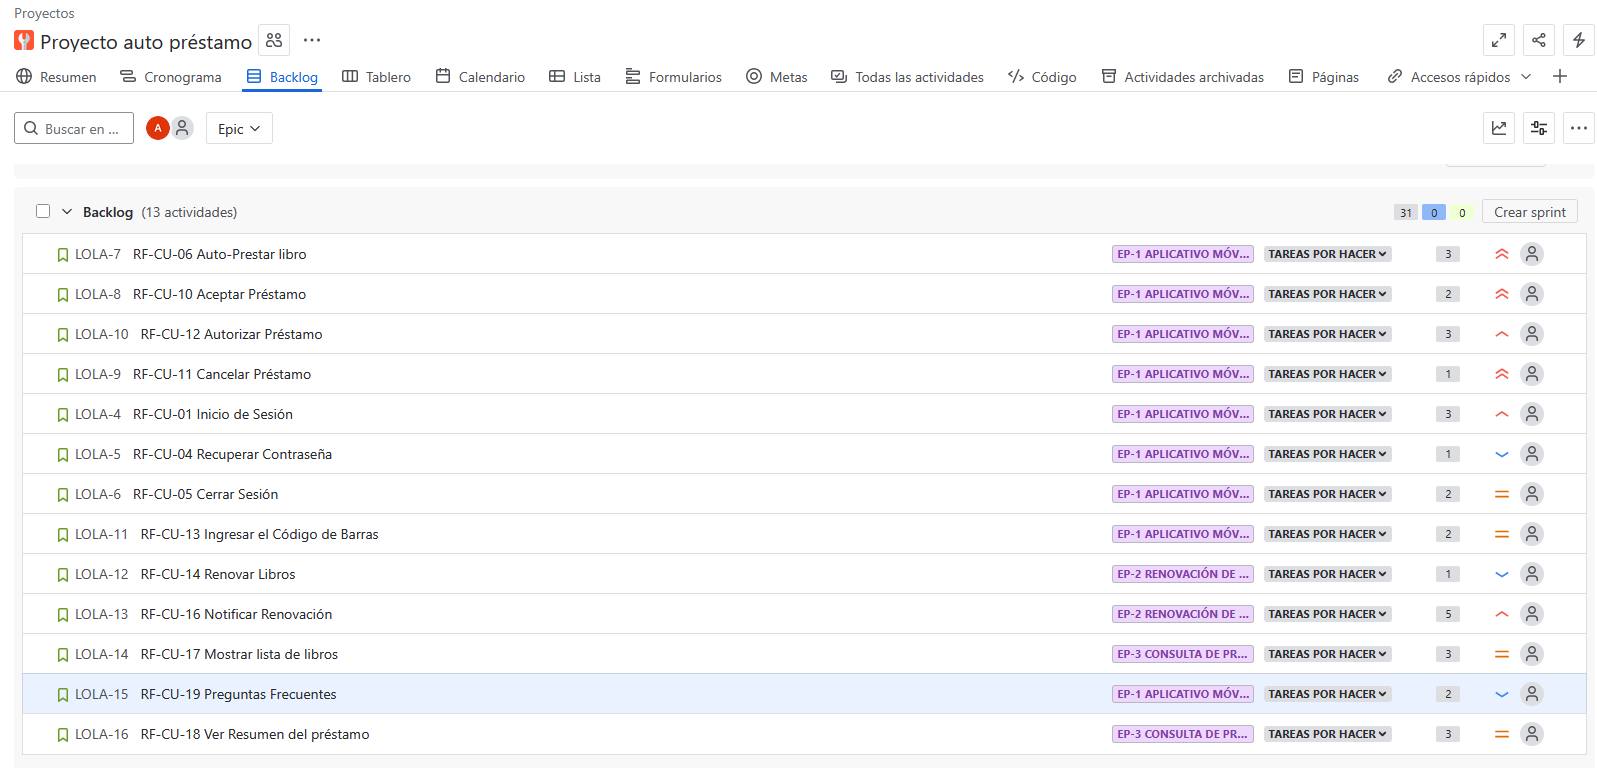 Proyectos
Proyecto auto préstamo
Resumen Cronograma Backlog Tablero Calendario Lista Formularios Metas Todas las actividades Código Actividades archivadas Páginas Accesos rápidos
Buscar en ... A Epic
Backlog (13 actividades) 31 0 0 Crear sprint
LOLA-7 RF-CU-06 Auto-Prestar libro EP-1 APLICATIVO MÓV... TAREAS POR HACER 3
LOLA-8 RF-CU-10 Aceptar Préstamo EP-1 APLICATIVO MÓV... TAREAS POR HACER 2
LOLA-10 RF-CU-12 Autorizar Préstamo EP-1 APLICATIVO MÓV... TAREAS POR HACER 3
LOLA-9 RF-CU-11 Cancelar Préstamo EP-1 APLICATIVO MÓV... TAREAS POR HACER 1
LOLA-4 RF-CU-01 Inicio de Sesión EP-1 APLICATIVO MÓV... TAREAS POR HACER 3
LOLA-5 RF-CU-04 Recuperar Contraseña EP-1 APLICATIVO MÓV... TAREAS POR HACER 1
LOLA-6 RF-CU-05 Cerrar Sesión EP-1 APLICATIVO MÓV... TAREAS POR HACER 2
LOLA-11 RF-CU-13 Ingresar el Código de Barras EP-1 APLICATIVO MÓV... TAREAS POR HACER 2
LOLA-12 RF-CU-14 Renovar Libros EP-2 RENOVACIÓN DE ... TAREAS POR HACER 1
LOLA-13 RF-CU-16 Notificar Renovación EP-2 RENOVACIÓN DE ... TAREAS POR HACER 5
LOLA-14 RF-CU-17 Mostrar lista de libros EP-3 CONSULTA DE PR... TAREAS POR HACER 3
LOLA-15 RF-CU-19 Preguntas Frecuentes EP-1 APLICATIVO MÓV... TAREAS POR HACER 2
LOLA-16 RF-CU-18 Ver Resumen del préstamo EP-3 CONSULTA DE PR... TAREAS POR HACER 3